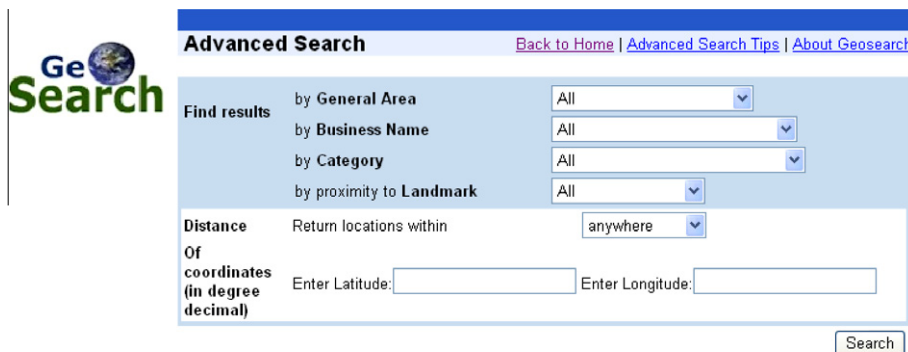 Geo
Search
Advanced Search
Back to Home | Advanced Search Tips | About Geosearch
Find results
by General Area All
by Business Name All
by Category All
by proximity to Landmark All
Distance Return locations within anywhere
Of
coordinates
(in degree
decimal)
Enter Latitude: Enter Longitude:
Search